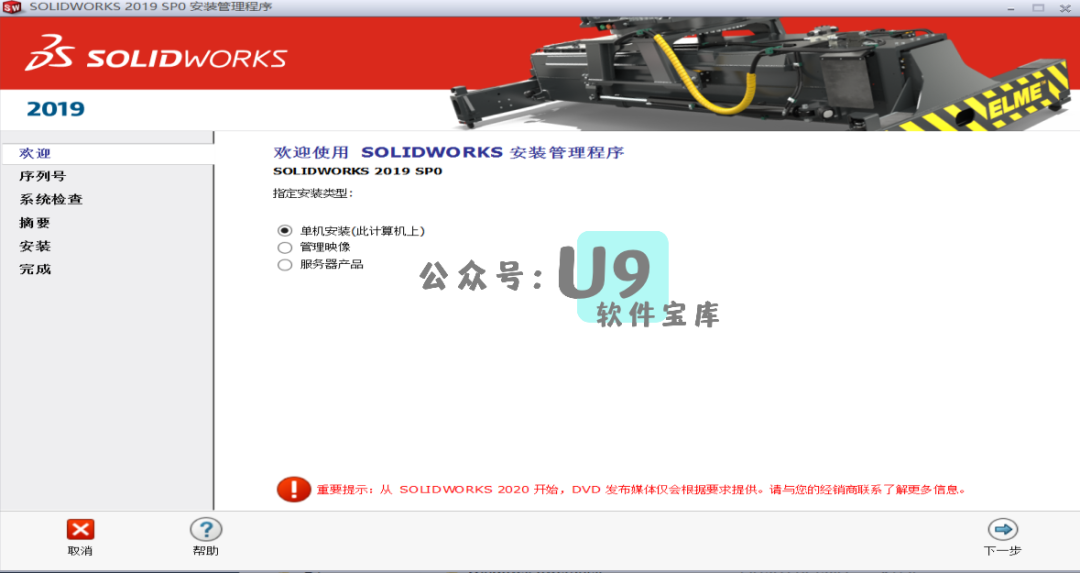 SOLIDWORKS 2019 SP0 安装管理程序
SOLIDWORKS
ELME
2019
欢迎
序列号
系统检查
摘要
安装
完成
欢迎使用 SOLIDWORKS 安装管理程序
SOLIDWORKS 2019 SP0
指定安装类型:
单机安装(此计算机上)
管理映像
服务器产品
公众号:U9
软件宝库
重要提示: 从 SOLIDWORKS 2020 开始，DVD 发布媒体仅会根据要求提供。请与您的经销商联系了解更多信息。
取消
帮助
下一步